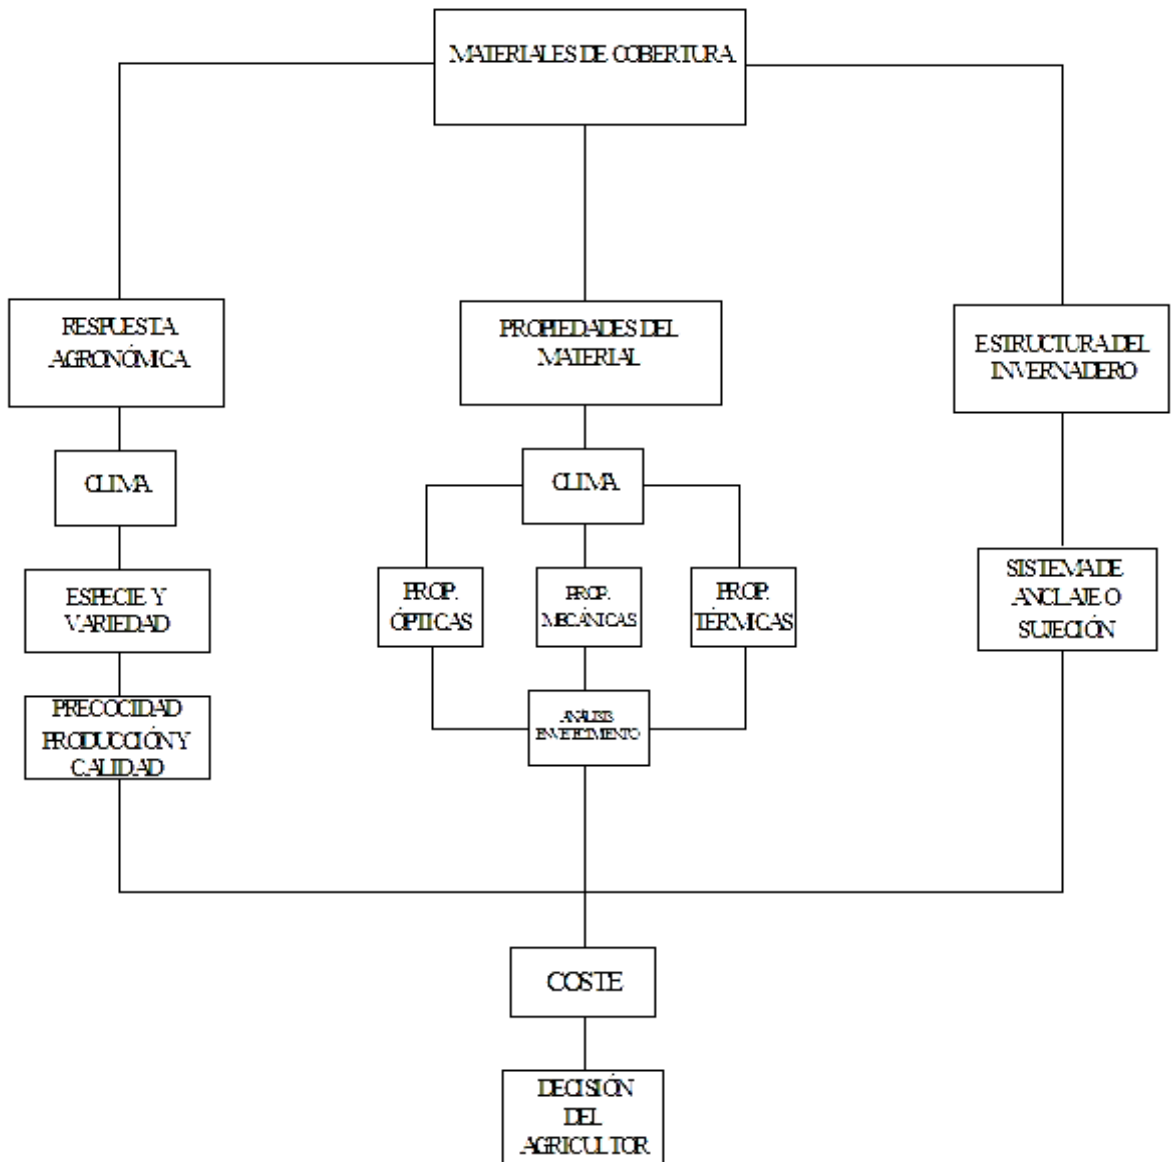 MATERIALES DE COBERTURA
RESPUESTA
AGRONÓMICA
PROPIEDADES DEL
MATERIAL
ESTRUCTURA DEL
INVERNADERO
CLIMA
CLIMA
ESPECIE Y
VARIEDAD
PROP.
ÓPTICAS
PROP.
MECÁNICAS
PROP.
TÉRMICAS
SISTEMA DE
ANCLAJE O
SUJECIÓN
PRECOCIDAD
PRODUCCIÓN Y
CALIDAD
ANÁLISIS
ENVEJECIMIENTO
COSTE
DECISIÓN
DEL
AGRICULTOR